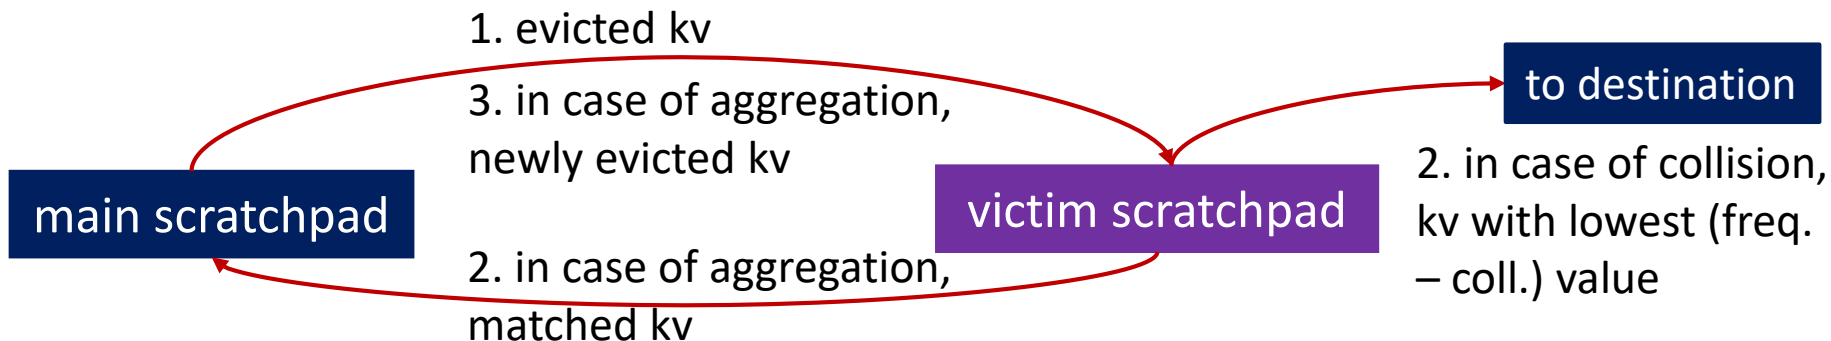 1. evicted kv
3. in case of aggregation,
newly evicted kv
to destination
main scratchpad
victim scratchpad
2. in case of collision,
kv with lowest (freq.
– coll.) value
2. in case of aggregation,
matched kv